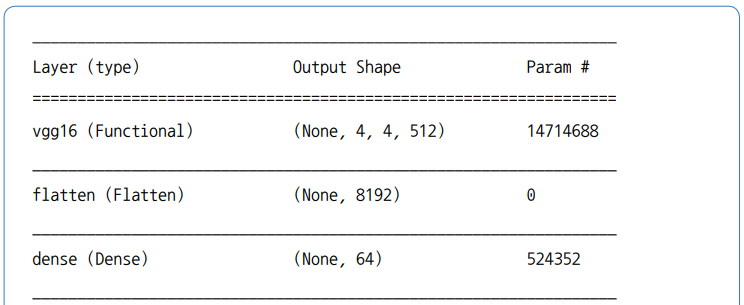 _________________________________________________________________
Layer (type) Output Shape Param #
=================================================================
vgg16 (Functional) (None, 4, 4, 512) 14714688
_________________________________________________________________
flatten (Flatten) (None, 8192) 0
_________________________________________________________________
dense (Dense) (None, 64) 524352
_________________________________________________________________